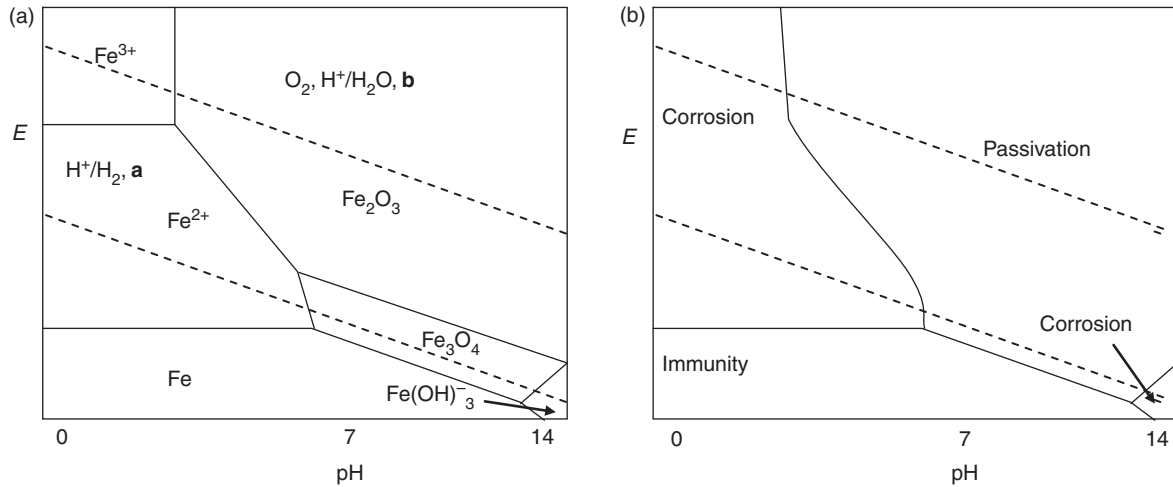 (a)
Fe³⁺
O₂, H⁺/H₂O, b
E
H⁺/H₂, a
Fe²⁺
Fe₂O₃
Fe₃O₄
Fe
Fe(OH)⁻₃
0 7 14
pH
(b)
Corrosion
E
Passivation
Corrosion
Immunity
0 7 14
pH